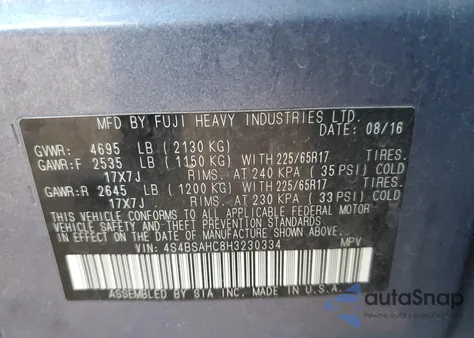 MFD BY FUJI HEAVY INDUSTRIES LTD. 08/16
GVWR: 4695 LB (2130 KG)
GAWR:F 2535 LB (1150 KG) WITH 225/65R17 TIRES.
17X7J RIMS. AT 240 KPA (35 PSI) COLD
GAWR:R 2645 LB (1200 KG) WITH 225/65R17 TIRES.
17X7J RIMS. AT 230 KPA (33 PSI) COLD
THIS VEHICLE CONFORMS TO ALL APPLICABLE FEDERAL MOTOR
VEHICLE SAFETY AND THEFT PREVENTION STANDARDS IN
EFFECT ON THE DATE OF MANUFACTURE SHOWN ABOVE.
VIN: 4S4BSAHC8H3230334 MPV
ASSEMBLED BY SIA INC. MADE IN U.S.A.
autoSnap